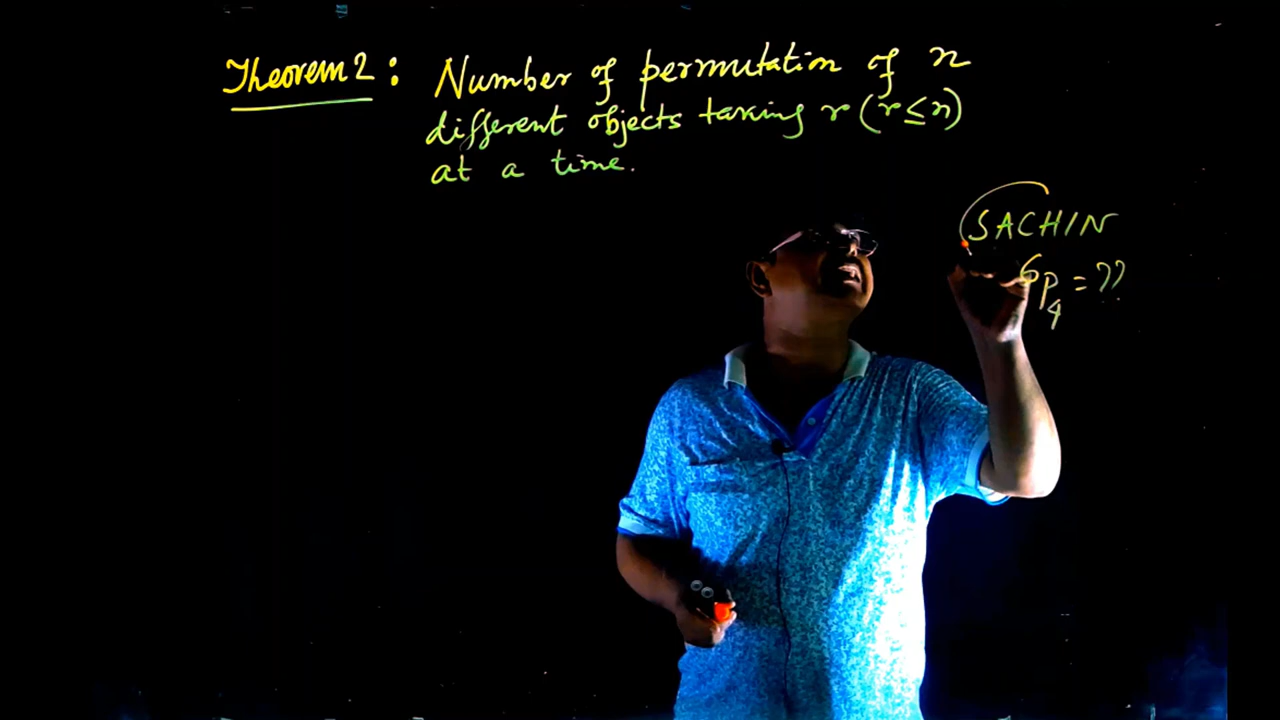 Theorem 2 : Number of permutation of n
different objects taking r (r ≤ n)
at a time.
SACHIN
6p4 = ??